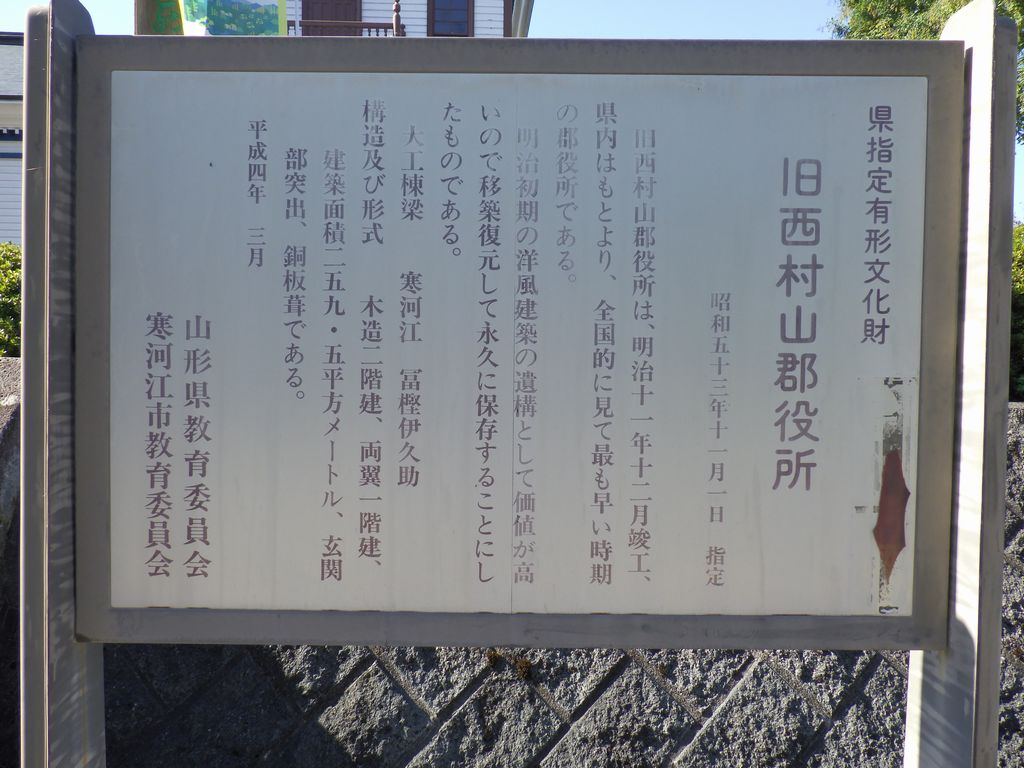 県指定有形文化財
旧西村山郡役所
昭和五十三年十一月一日 指定
旧西村山郡役所は、明治十一年十二月竣工、
県内はもとより、全国的に見て最も早い時期
の郡役所である。
明治初期の洋風建築の遺構として価値が高
いので移築復元して永久に保存することにし
たものである。
大工棟梁 寒河江 冨樫伊久助
構造及び形式 木造二階建、両翼一階建、
建築面積二五九・五平方メートル、玄関
部突出、銅板葺である。
平成四年 三月
山形県教育委員会
寒河江市教育委員会